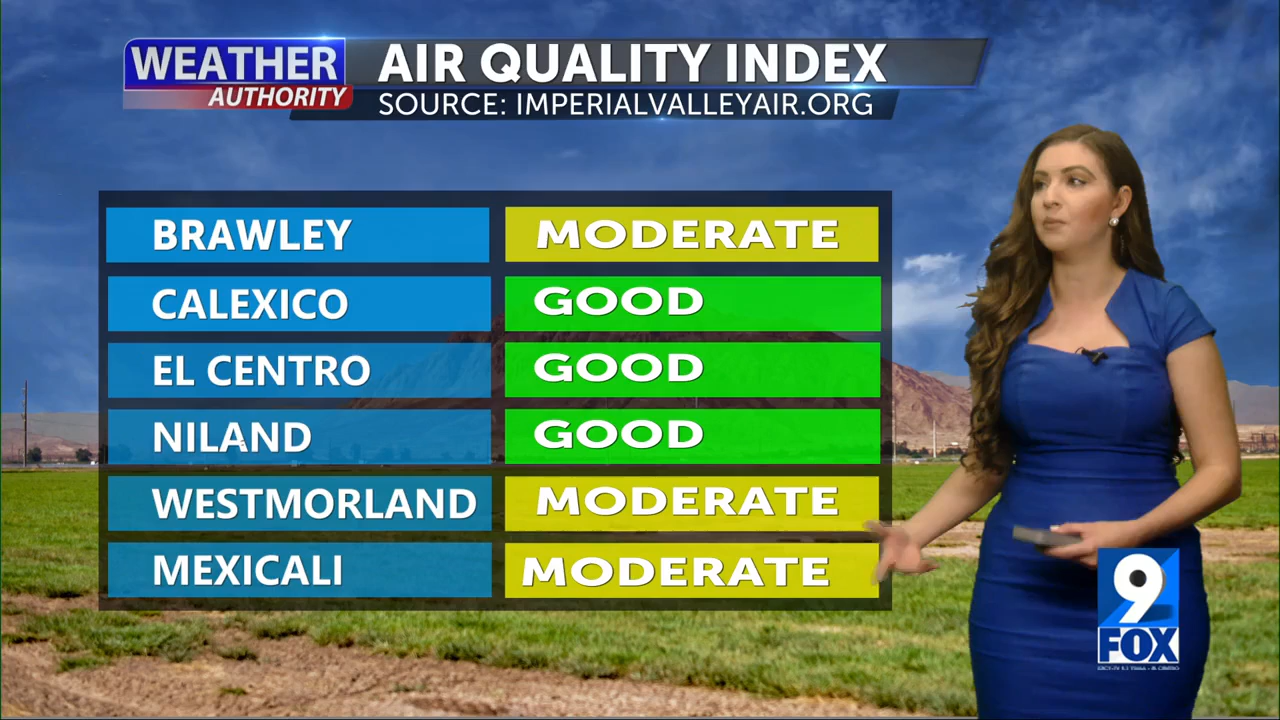 WEATHER
AUTHORITY
AIR QUALITY INDEX
SOURCE: IMPERIALVALLEYAIR.ORG
BRAWLEY MODERATE
CALEXICO GOOD
EL CENTRO GOOD
NILAND GOOD
WESTMORLAND MODERATE
MEXICALI MODERATE
9
FOX